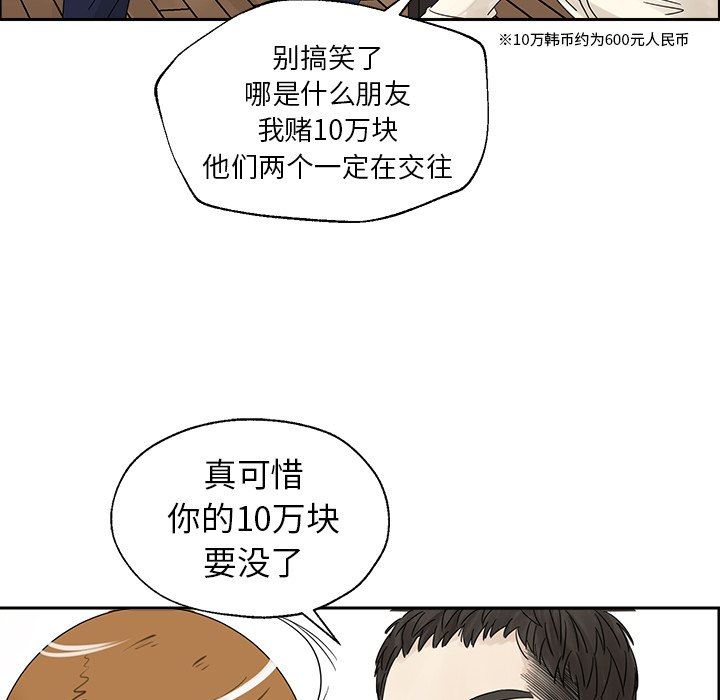 ※10万韩币约为600元人民币
别搞笑了
哪是什么朋友
我赌10万块
他们两个一定在交往
真可惜
你的10万块
要没了